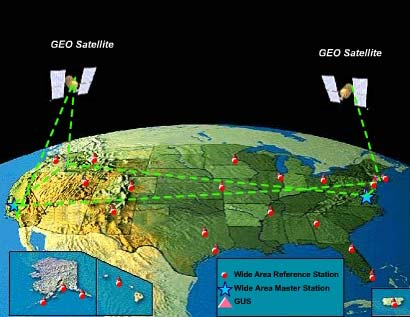 GEO Satellite
GEO Satellite
Wide Area Reference Station
Wide Area Master Station
GUS